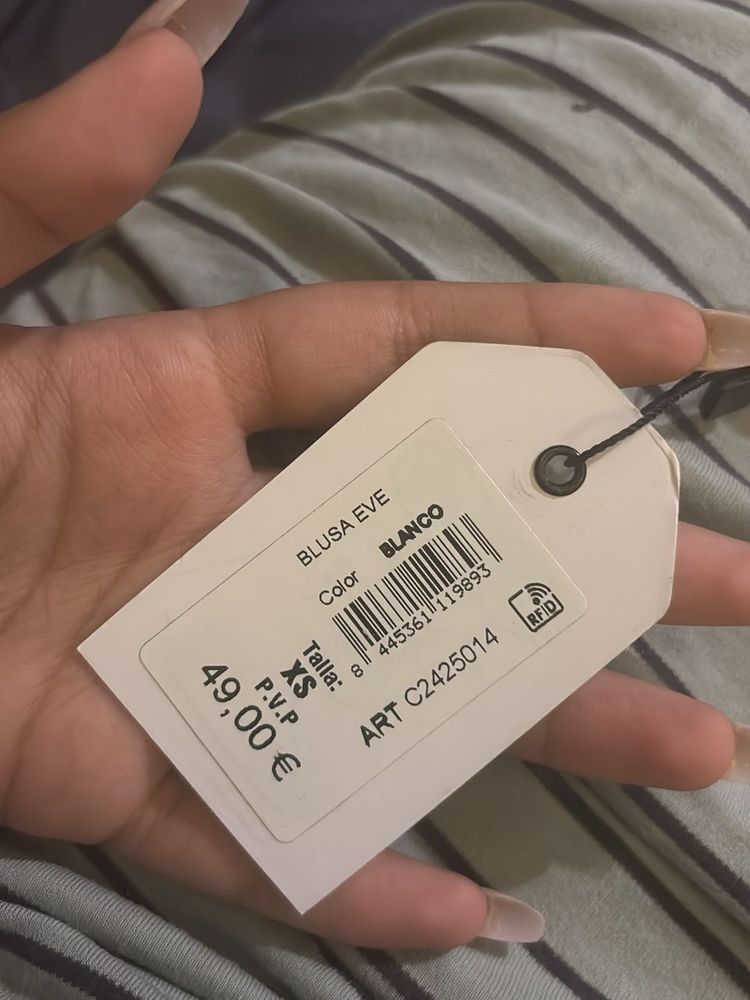 BLUSA EVE
Color BLANCO
8 445361 119893
Talla:
XS
P.V.P
49,00 €
ART C2425014
RFiD